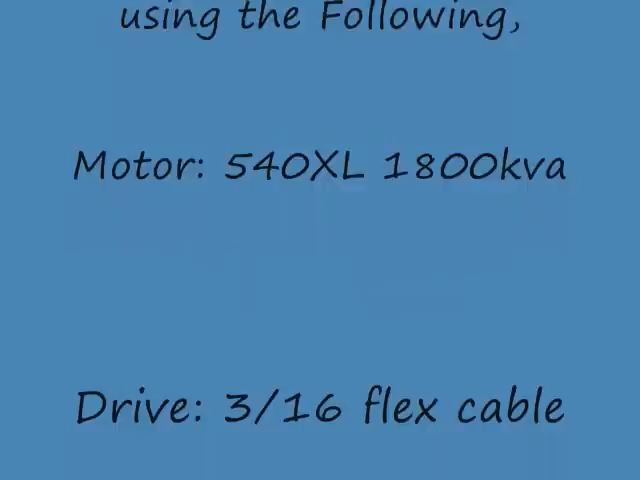 using the Following,
Motor: 540XL 1800kva
Drive: 3/16 flex cable